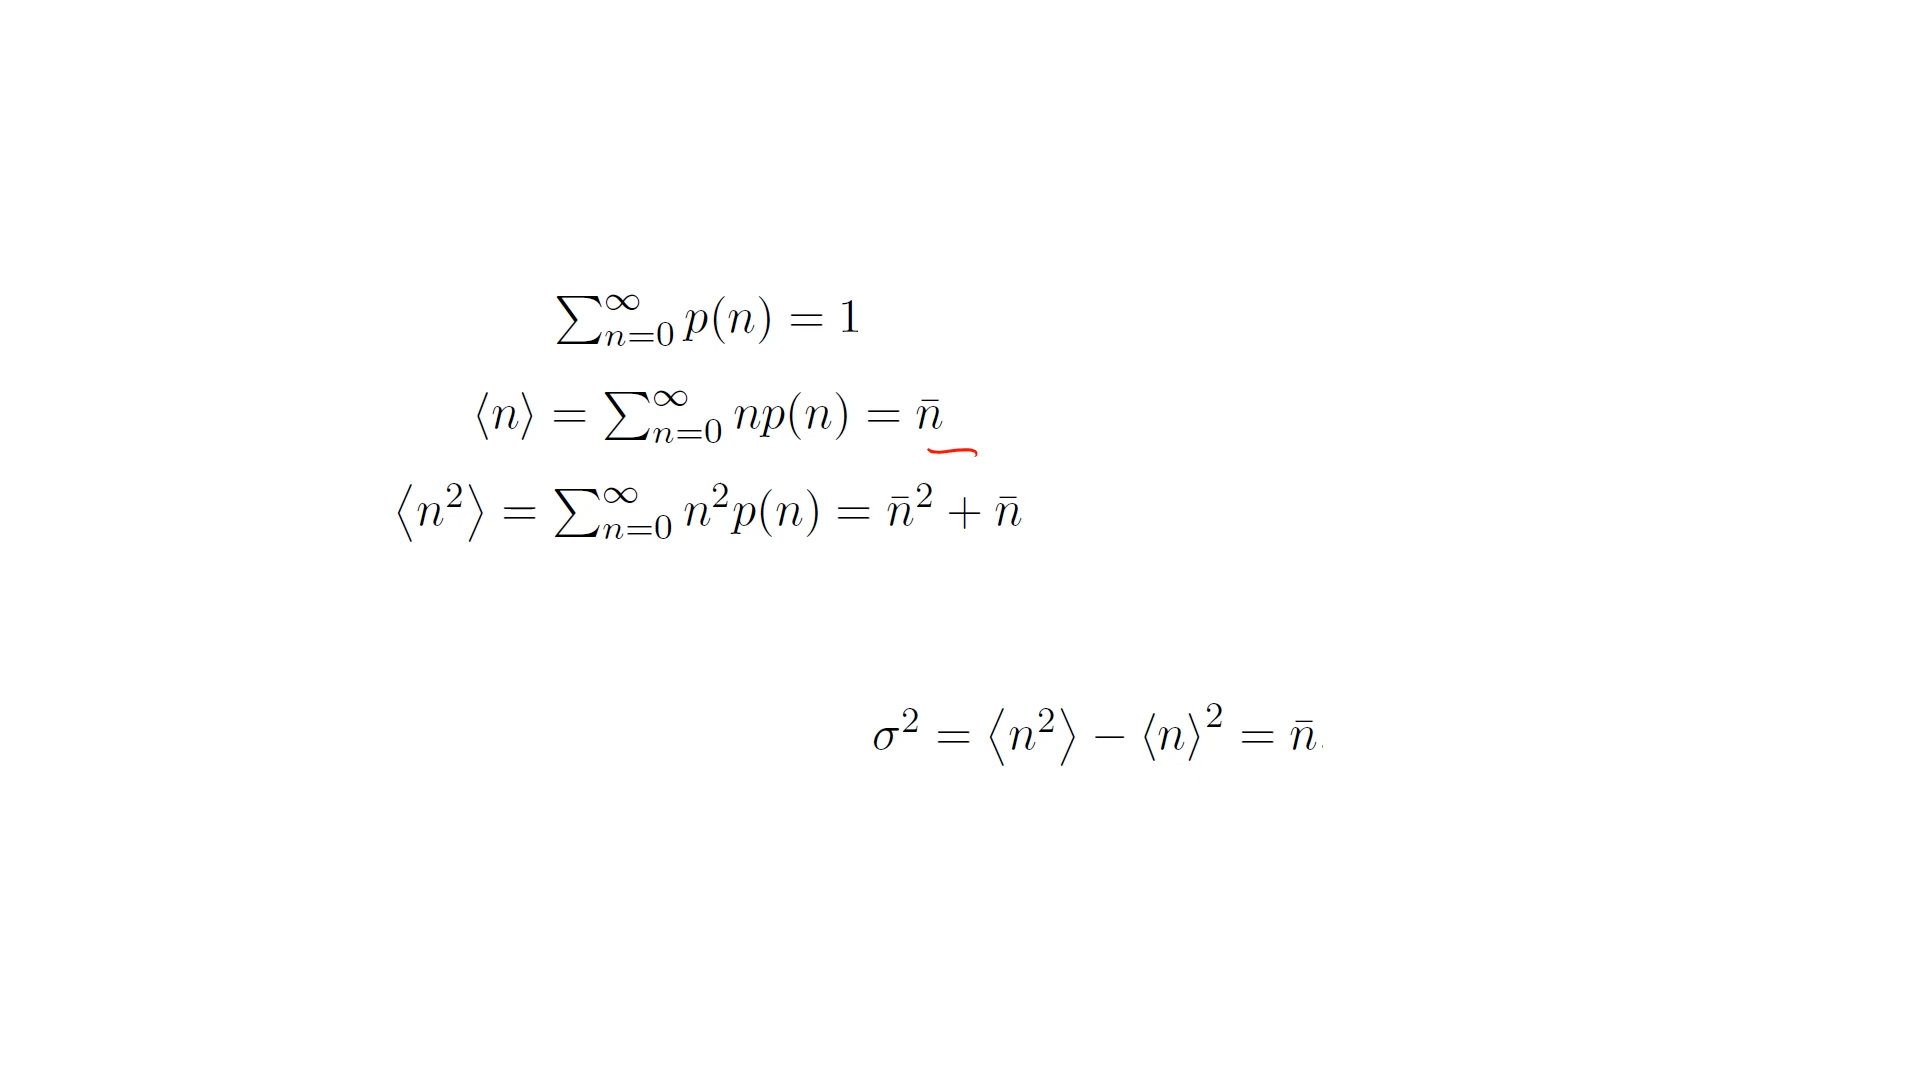 ∑_{n=0}^{∞} p(n) = 1
⟨n⟩ = ∑_{n=0}^{∞} np(n) = n̄
⟨n²⟩ = ∑_{n=0}^{∞} n²p(n) = n̄² + n̄
σ² = ⟨n²⟩ − ⟨n⟩² = n̄.